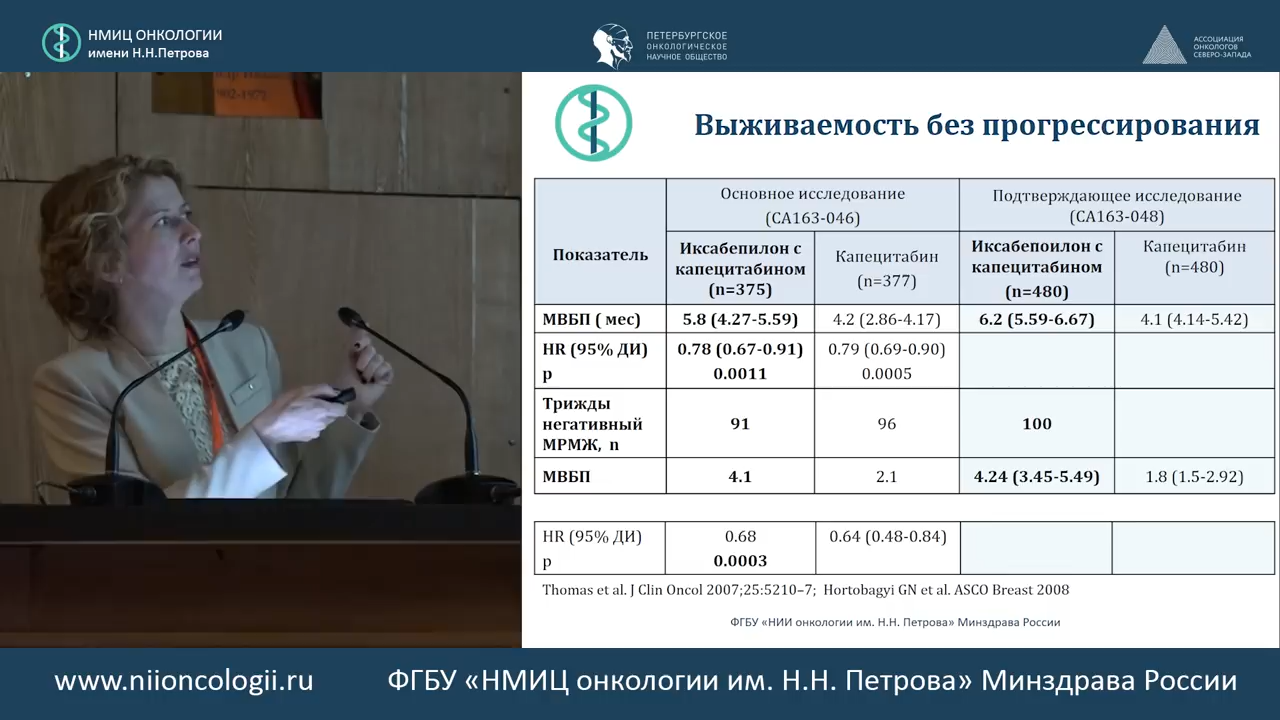 НМИЦ ОНКОЛОГИИ
имени Н.Н.Петрова
ПЕТЕРБУРГСКОЕ
ОНКОЛОГИЧЕСКОЕ
НАУЧНОЕ ОБЩЕСТВО
АССОЦИАЦИЯ
ОНКОЛОГОВ
СЕВЕРО-ЗАПАДА
Выживаемость без прогрессирования
Показатель
Основное исследование
(СА163-046)
Подтверждающее исследование
(СА163-048)
Иксабепилон с
капецитабином
(n=375)
Капецитабин
(n=377)
Иксабепоилон с
капецитабином
(n=480)
Капецитабин
(n=480)
МВБП ( мес) 5.8 (4.27-5.59) 4.2 (2.86-4.17) 6.2 (5.59-6.67) 4.1 (4.14-5.42)
HR (95% ДИ) 0.78 (0.67-0.91) 0.79 (0.69-0.90)
p 0.0011 0.0005
Трижды
негативный 91 96 100
МРМЖ, n
МВБП 4.1 2.1 4.24 (3.45-5.49) 1.8 (1.5-2.92)
HR (95% ДИ) 0.68 0.64 (0.48-0.84)
p 0.0003
Thomas et al. J Clin Oncol 2007;25:5210–7; Hortobagyi GN et al. ASCO Breast 2008
ФГБУ «НИИ онкологии им. Н.Н. Петрова» Минздрава России
www.niioncologii.ru ФГБУ «НМИЦ онкологии им. Н.Н. Петрова» Минздрава России